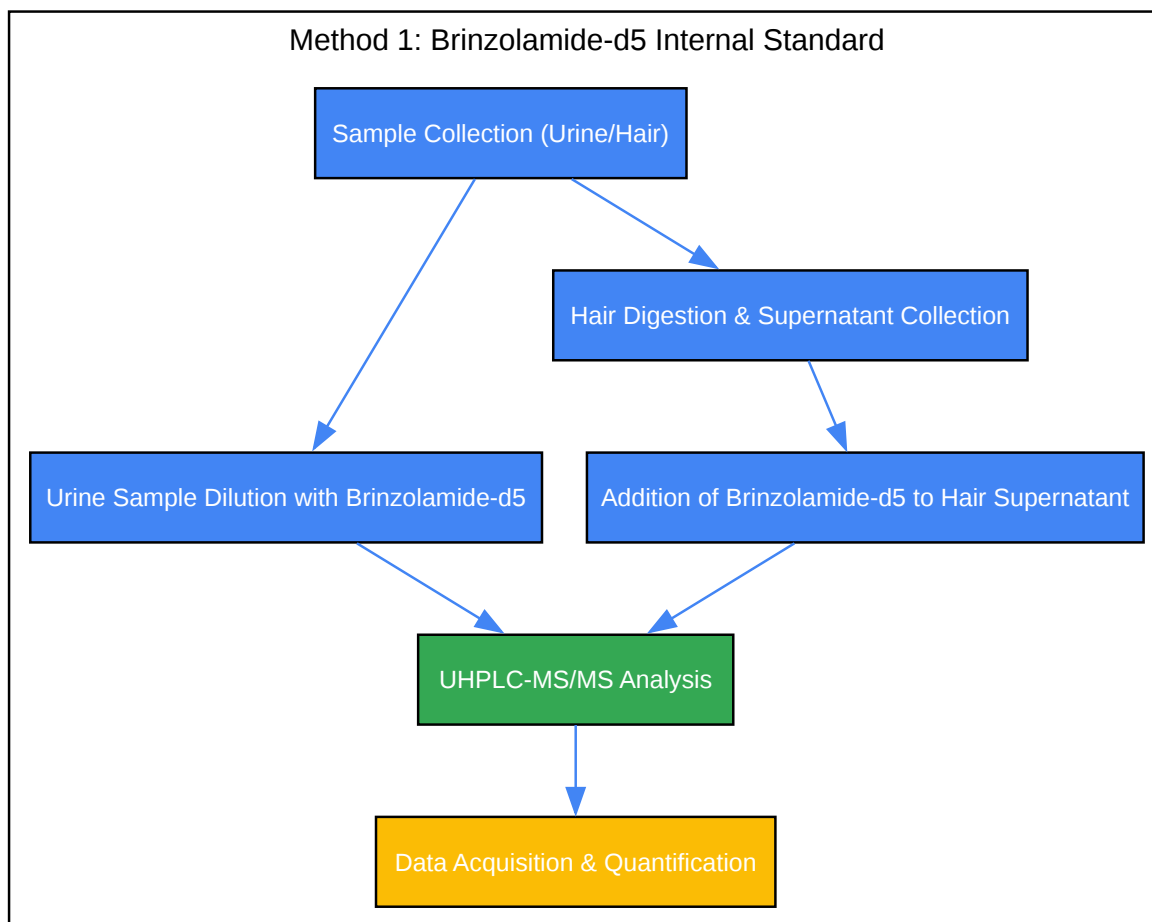 Method 1: Brinzolamide-d5 Internal Standard
Sample Collection (Urine/Hair)
Hair Digestion & Supernatant Collection
Urine Sample Dilution with Brinzolamide-d5
Addition of Brinzolamide-d5 to Hair Supernatant
UHPLC-MS/MS Analysis
Data Acquisition & Quantification